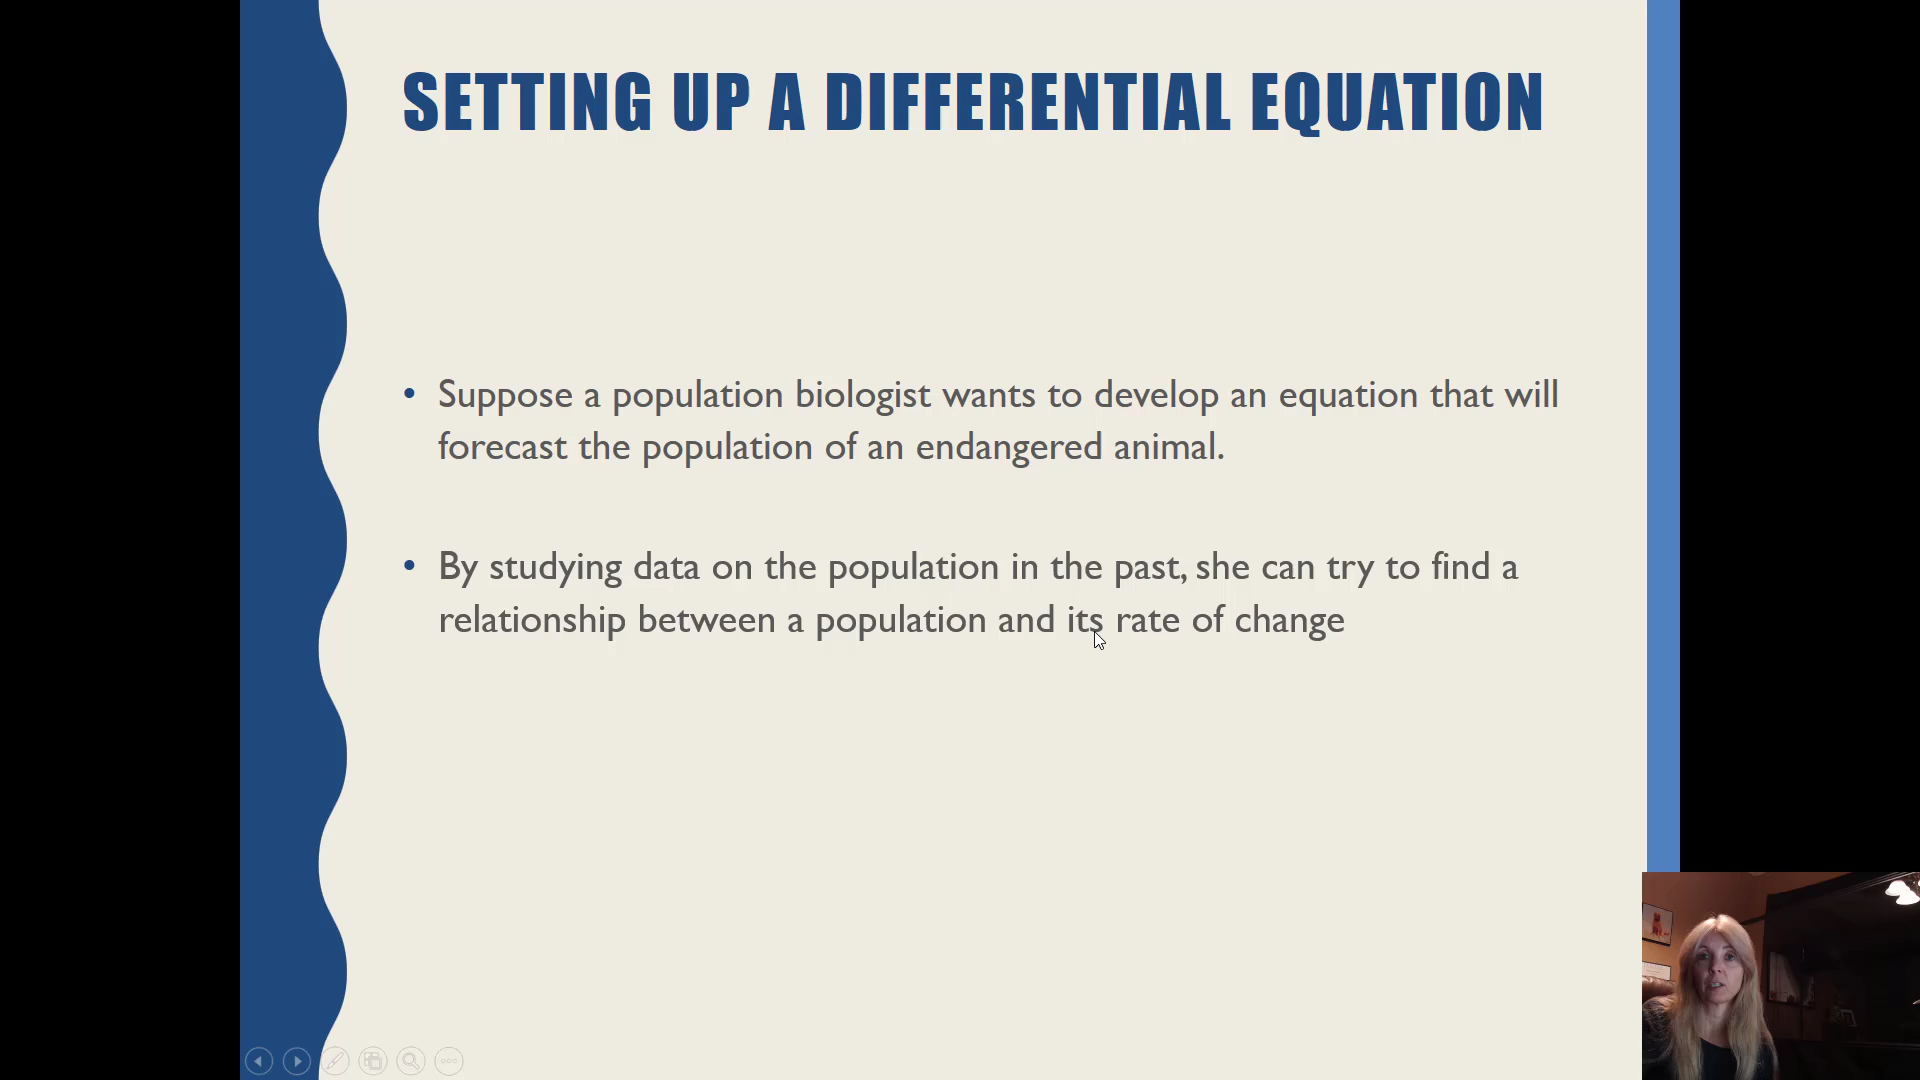 SETTING UP A DIFFERENTIAL EQUATION
• Suppose a population biologist wants to develop an equation that will
forecast the population of an endangered animal.
• By studying data on the population in the past, she can try to find a
relationship between a population and its rate of change